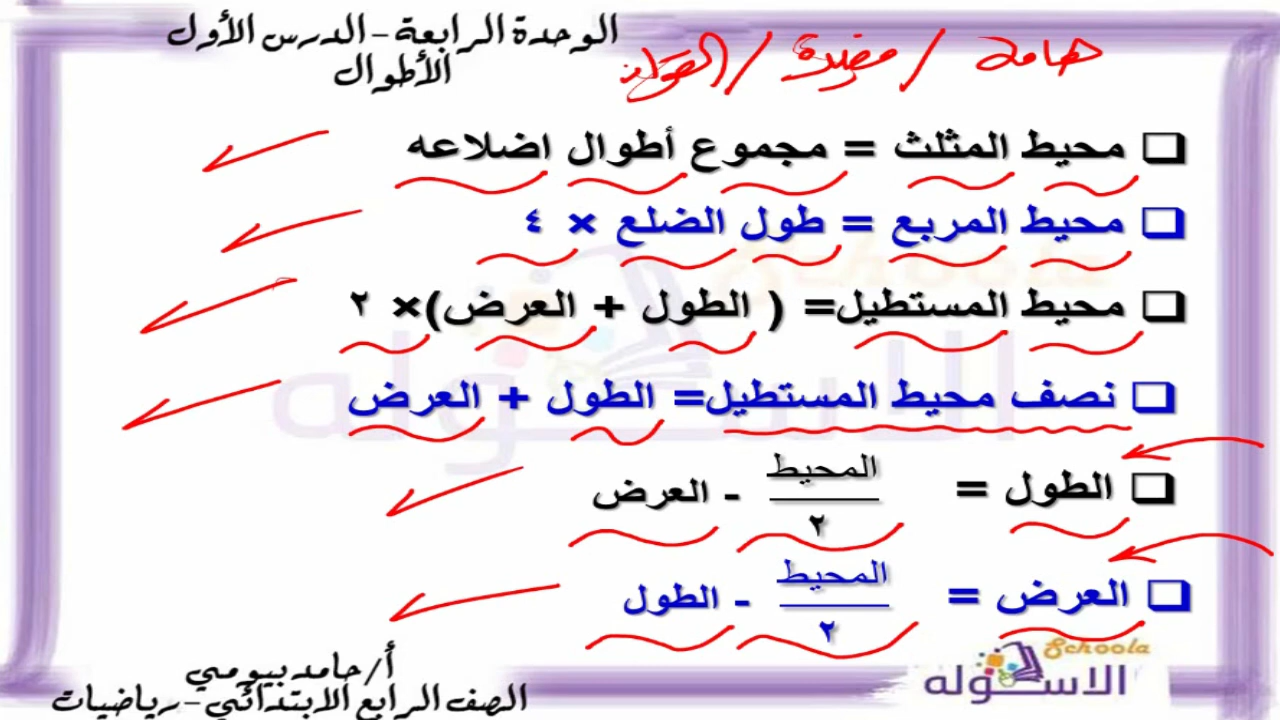 الوحدة الرابعة - الدرس الأول
الأطوال
هامة / مفيدة /
محيط المثلث = مجموع أطوال اضلاعه
محيط المربع = طول الضلع × ٤
محيط المستطيل= ( الطول + العرض)× ٢
نصف محيط المستطيل= الطول + العرض
الطول = المحيط / ٢ - العرض
العرض = المحيط / ٢ - الطول
أ/ حامد بيومي
الصف الرابع الابتدائي - رياضيات
Schoola
الاسكوله